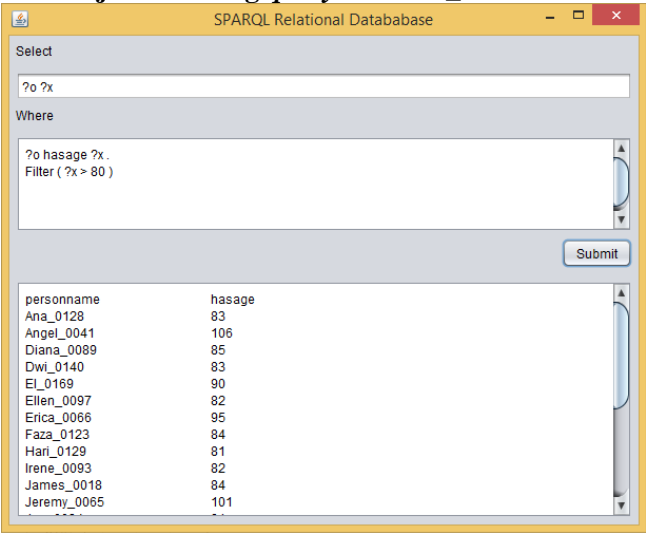 SPARQL Relational Datababase
Select
?o ?x
Where
?o hasage ?x .
Filter ( ?x > 80 )
Submit
personname hasage
Ana_0128 83
Angel_0041 106
Diana_0089 85
Dwi_0140 83
El_0169 90
Ellen_0097 82
Erica_0066 95
Faza_0123 84
Hari_0129 81
Irene_0093 82
James_0018 84
Jeremy_0065 101